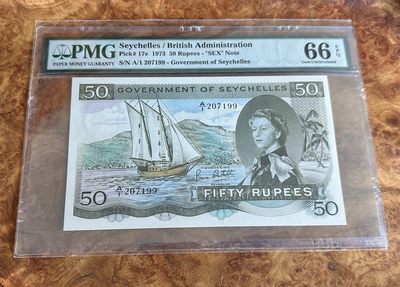 PMG
PAPER MONEY GUARANTY
Seychelles / British Administration
Pick# 17e 1973 50 Rupees - "SEX" Note
S/N A/1 207199 - Government of Seychelles
66 EPQ
Gem Uncirculated
50 GOVERNMENT OF SEYCHELLES 50
A/1 207199
A/1 207199
50 FIFTY RUPEES 50